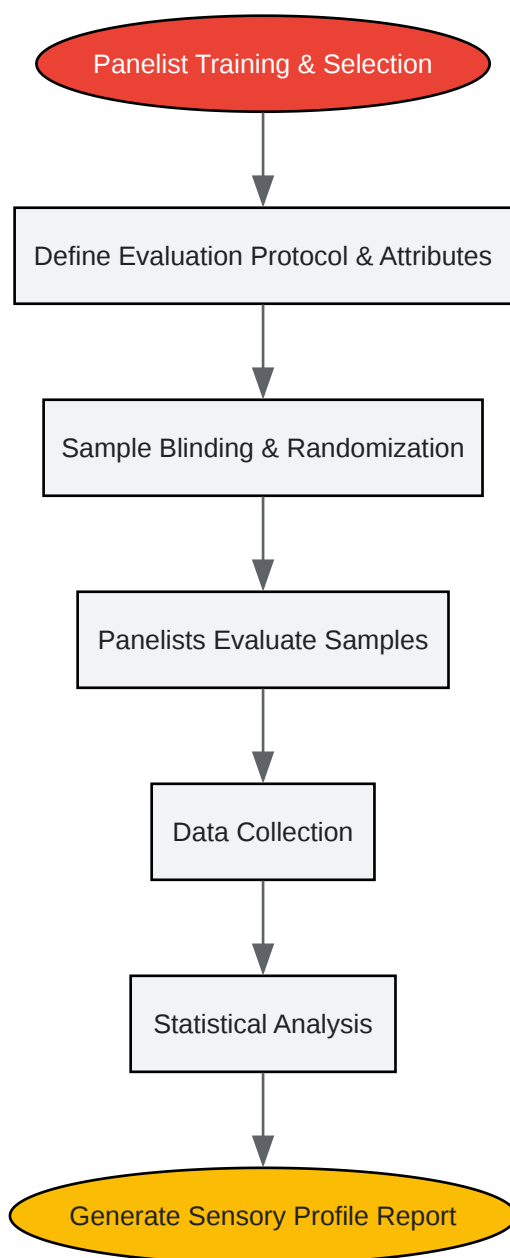 Panelist Training & Selection
Define Evaluation Protocol & Attributes
Sample Blinding & Randomization
Panelists Evaluate Samples
Data Collection
Statistical Analysis
Generate Sensory Profile Report